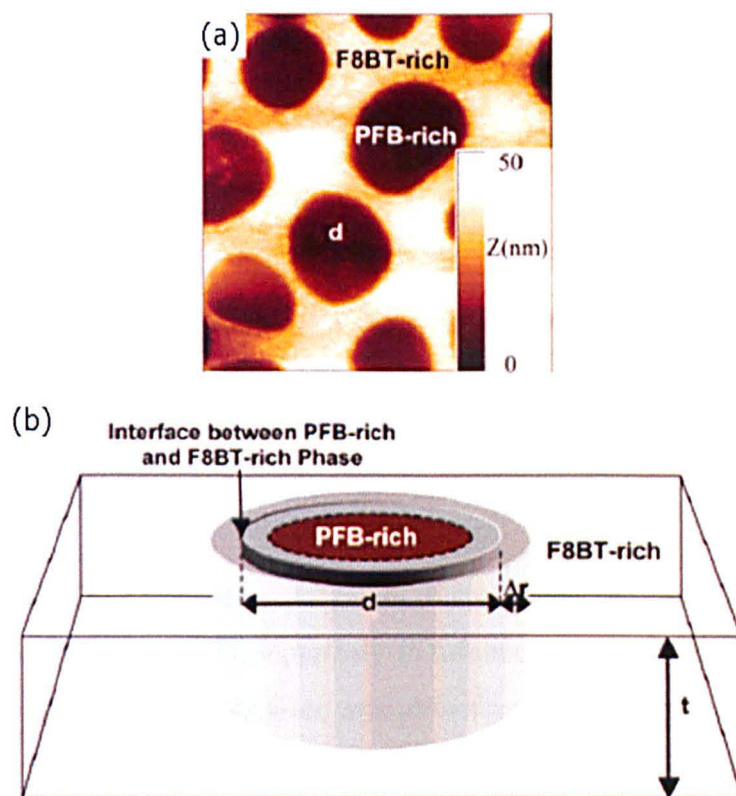 (a)
F8BT-rich
PFB-rich
50
d
Z(nm)
0
(b)
Interface between PFB-rich
and F8BT-rich Phase
PFB-rich
F8BT-rich
Δr
d
t